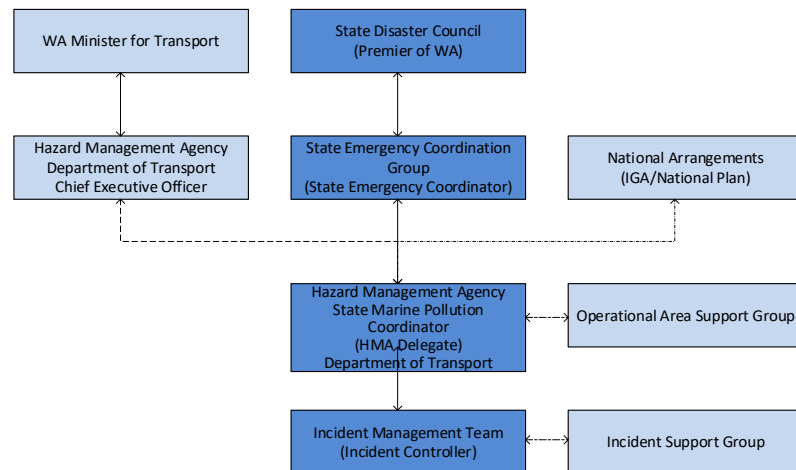 WA Minister for Transport
State Disaster Council
(Premier of WA)
Hazard Management Agency
Department of Transport
Chief Executive Officer
State Emergency Coordination
Group
(State Emergency Coordinator)
National Arrangements
(IGA/National Plan)
Hazard Management Agency
State Marine Pollution
Coordinator
(HMA Delegate)
Department of Transport
Operational Area Support Group
Incident Management Team
(Incident Controller)
Incident Support Group